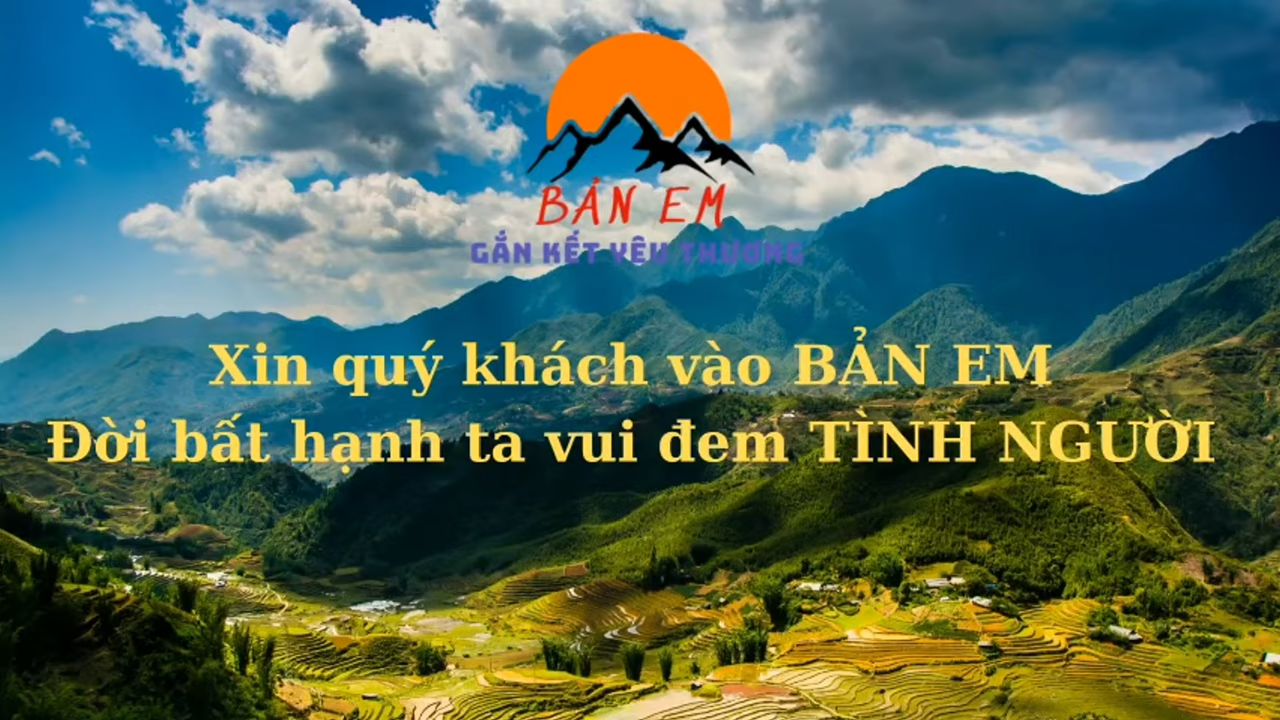 BẢN EM
GẮN KẾT YÊU THƯƠNG
Xin quý khách vào BẢN EM
Đời bất hạnh ta vui đem TÌNH NGƯỜI